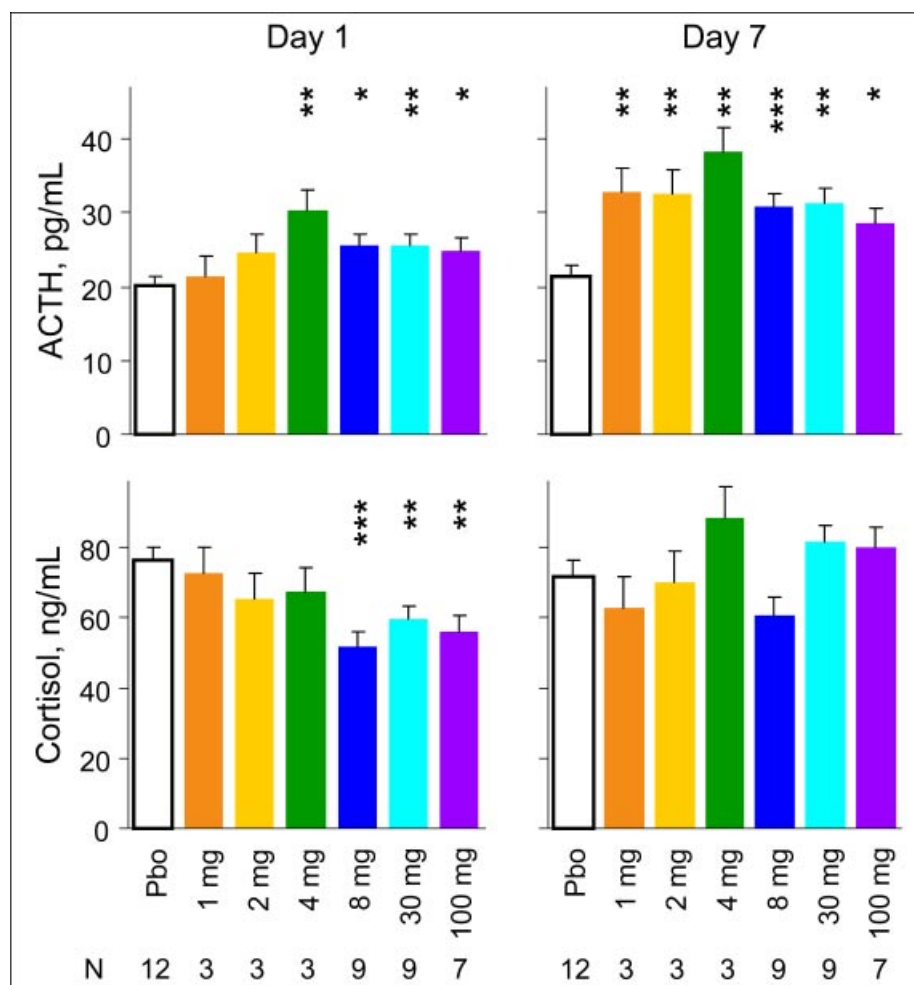 Day 1 Day 7
** * ** * ** ** ** *** ** *
ACTH, pg/mL
40
30
20
10
0
*** ** **
Cortisol, ng/mL
80
60
40
20
0
Pbo 1 mg 2 mg 4 mg 8 mg 30 mg 100 mg Pbo 1 mg 2 mg 4 mg 8 mg 30 mg 100 mg
N 12 3 3 3 9 9 7 12 3 3 3 9 9 7